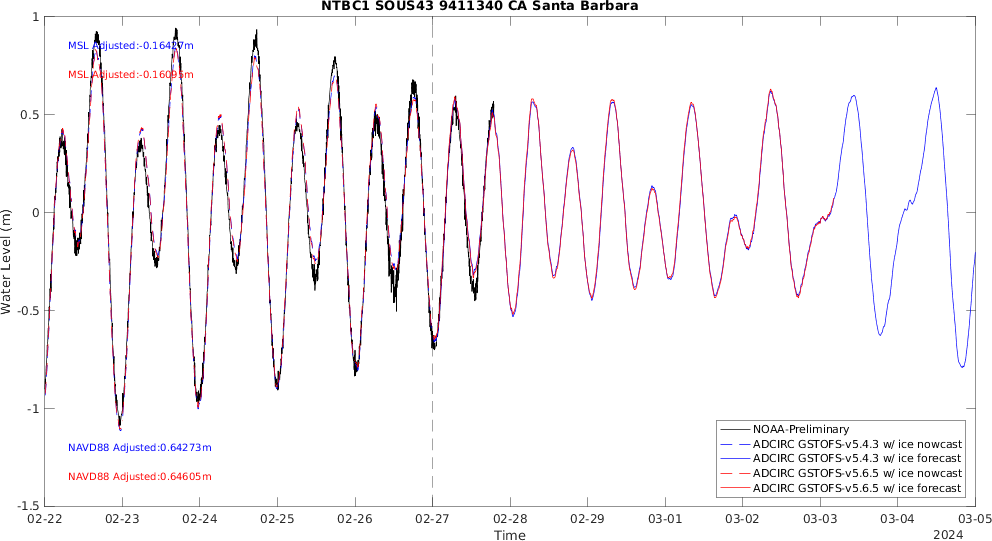 NTBC1 SOUS43 9411340 CA Santa Barbara
1
0.5
0
-0.5
-1
-1.5
Water Level (m)
MSL Adjusted:-0.16427m
MSL Adjusted:-0.16095m
NAVD88 Adjusted:0.64273m
NAVD88 Adjusted:0.64605m
NOAA-Preliminary
ADCIRC GSTOFS-v5.4.3 w/ ice nowcast
ADCIRC GSTOFS-v5.4.3 w/ ice forecast
ADCIRC GSTOFS-v5.6.5 w/ ice nowcast
ADCIRC GSTOFS-v5.6.5 w/ ice forecast
02-22 02-23 02-24 02-25 02-26 02-27 02-28 02-29 03-01 03-02 03-03 03-04 03-05
Time
2024